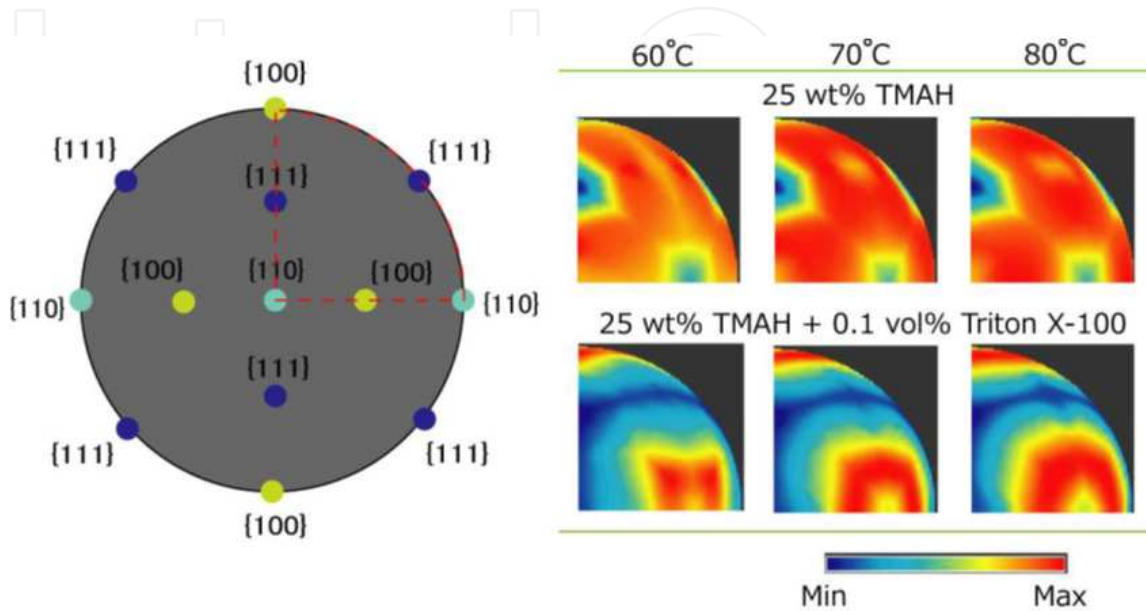 {100}
{111}
{111}
{111}
{100}
{110}
{100}
{110}
{110}
{111}
{111}
{111}
{100}
60°C
70°C
80°C
25 wt% TMAH
25 wt% TMAH + 0.1 vol% Triton X-100
Min
Max